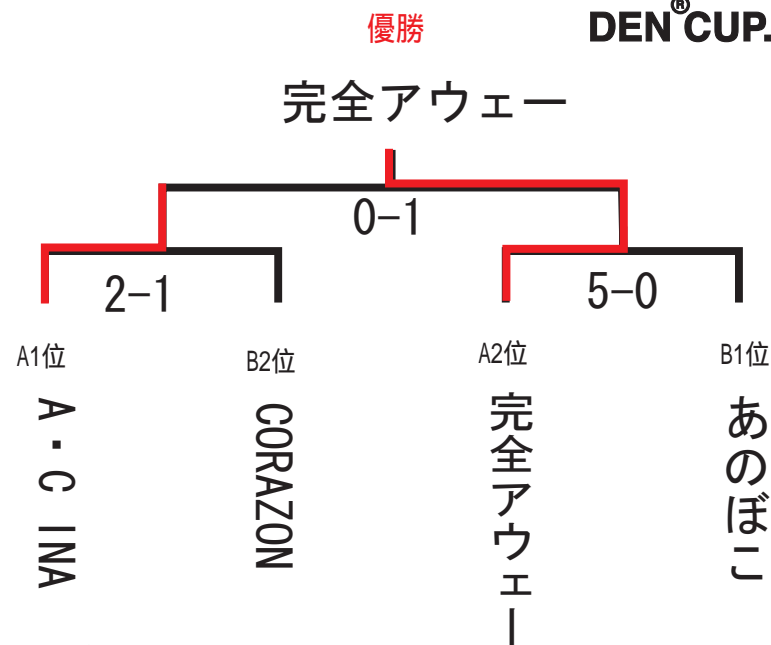 優勝
DEN®CUP.
完全アウェー
0-1
2-1
5-0
A1位
B2位
A2位
B1位
A・C INA
CORAZON
完全アウェー
あのぼこ